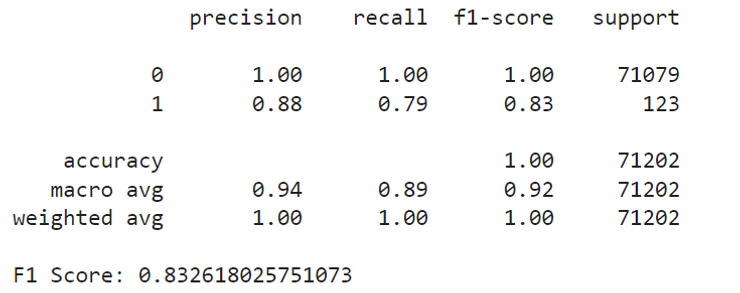 precision recall f1-score support
0 1.00 1.00 1.00 71079
1 0.88 0.79 0.83 123
accuracy 1.00 71202
macro avg 0.94 0.89 0.92 71202
weighted avg 1.00 1.00 1.00 71202
F1 Score: 0.832618025751073